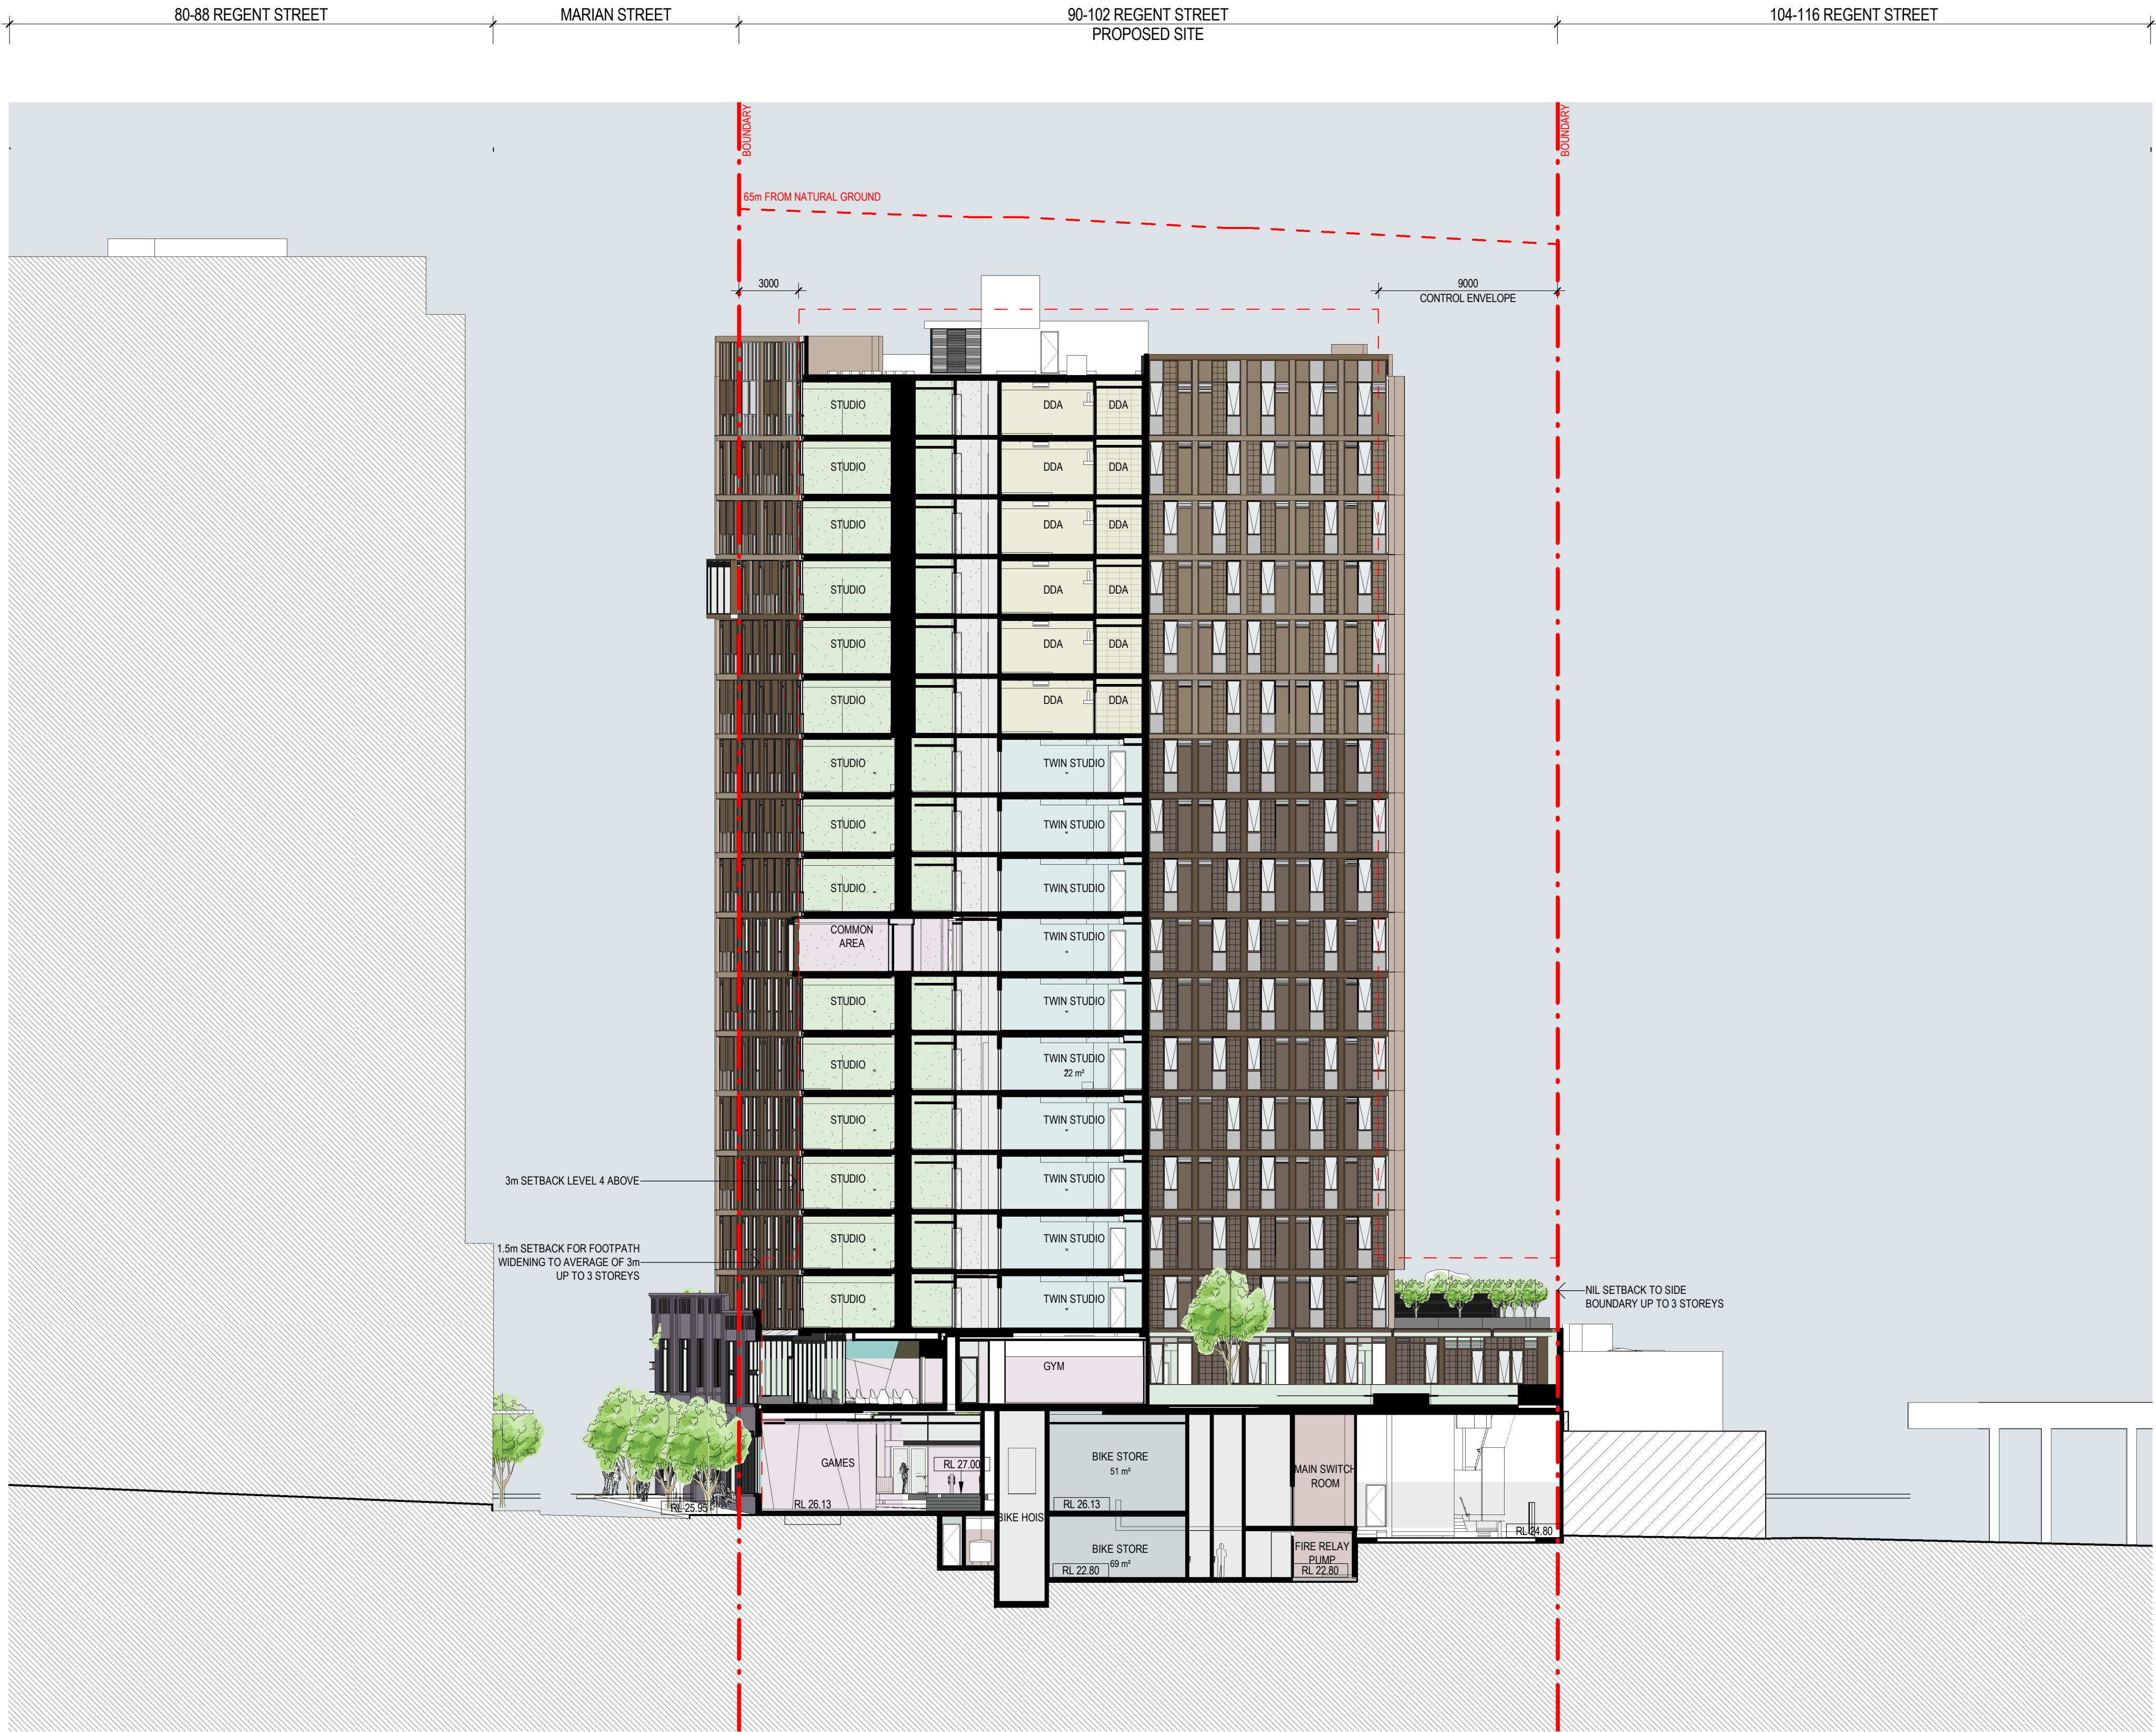 80-88 REGENT STREET
MARIAN STREET
90-102 REGENT STREET
PROPOSED SITE
104-116 REGENT STREET
BOUNDARY
BOUNDARY
65m FROM NATURAL GROUND
3000
9000
CONTROL ENVELOPE
STUDIO DDA DDA
STUDIO DDA DDA
STUDIO DDA DDA
STUDIO DDA DDA
STUDIO DDA DDA
STUDIO DDA DDA
STUDIO TWIN STUDIO
STUDIO TWIN STUDIO
STUDIO TWIN STUDIO
COMMON
AREA
TWIN STUDIO
STUDIO TWIN STUDIO
STUDIO TWIN STUDIO
22 m²
STUDIO TWIN STUDIO
3m SETBACK LEVEL 4 ABOVE
STUDIO TWIN STUDIO
1.5m SETBACK FOR FOOTPATH
WIDENING TO AVERAGE OF 3m
UP TO 3 STOREYS
STUDIO TWIN STUDIO
STUDIO TWIN STUDIO
NIL SETBACK TO SIDE
BOUNDARY UP TO 3 STOREYS
GYM
GAMES
RL 27.00
BIKE STORE
51 m²
MAIN SWITCH
ROOM
RL 25.95
RL 26.13
RL 26.13
BIKE HOIS
RL 24.80
BIKE STORE
69 m²
RL 22.80
FIRE RELAY
PUMP
RL 22.80